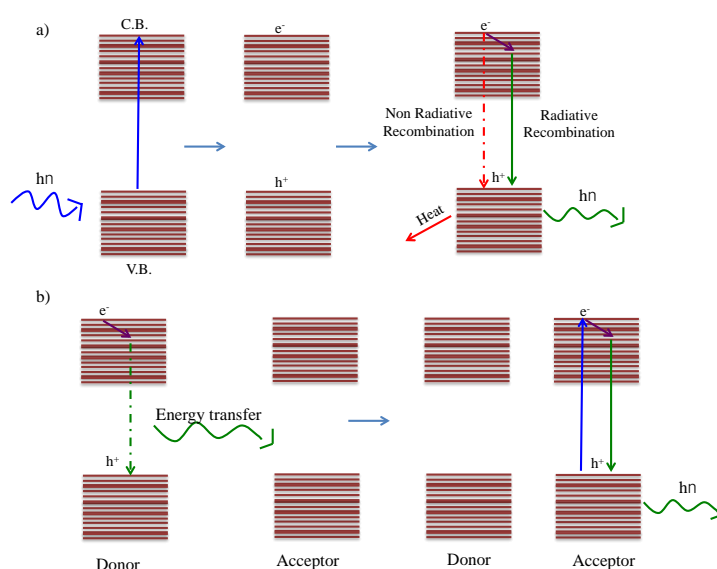 a)
C.B.
e⁻
e⁻
Non Radiative
Recombination
Radiative
Recombination
hn
h⁺
h⁺
hn
Heat
V.B.
b)
e⁻
e⁻
Energy transfer
h⁺
h⁺
hn
Donor
Acceptor
Donor
Acceptor